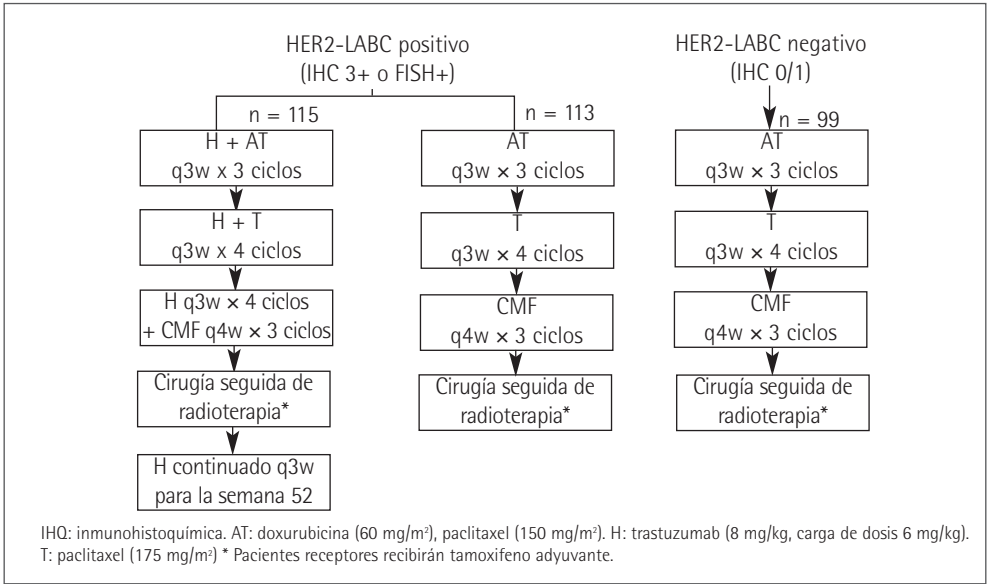 HER2-LABC positivo
(IHC 3+ o FISH+)
n = 115
H + AT
q3w x 3 ciclos
H + T
q3w x 4 ciclos
H q3w × 4 ciclos
+ CMF q4w × 3 ciclos
Cirugía seguida de
radioterapia*
H continuado q3w
para la semana 52
n = 113
AT
q3w × 3 ciclos
T
q3w × 4 ciclos
CMF
q4w × 3 ciclos
Cirugía seguida de
radioterapia*
HER2-LABC negativo
(IHC 0/1)
n = 99
AT
q3w × 3 ciclos
T
q3w × 4 ciclos
CMF
q4w × 3 ciclos
Cirugía seguida de
radioterapia*
IHQ: inmunohistoquímica. AT: doxurubicina (60 mg/m²), paclitaxel (150 mg/m²). H: trastuzumab (8 mg/kg, carga de dosis 6 mg/kg).
T: paclitaxel (175 mg/m²) * Pacientes receptores recibirán tamoxifeno adyuvante.